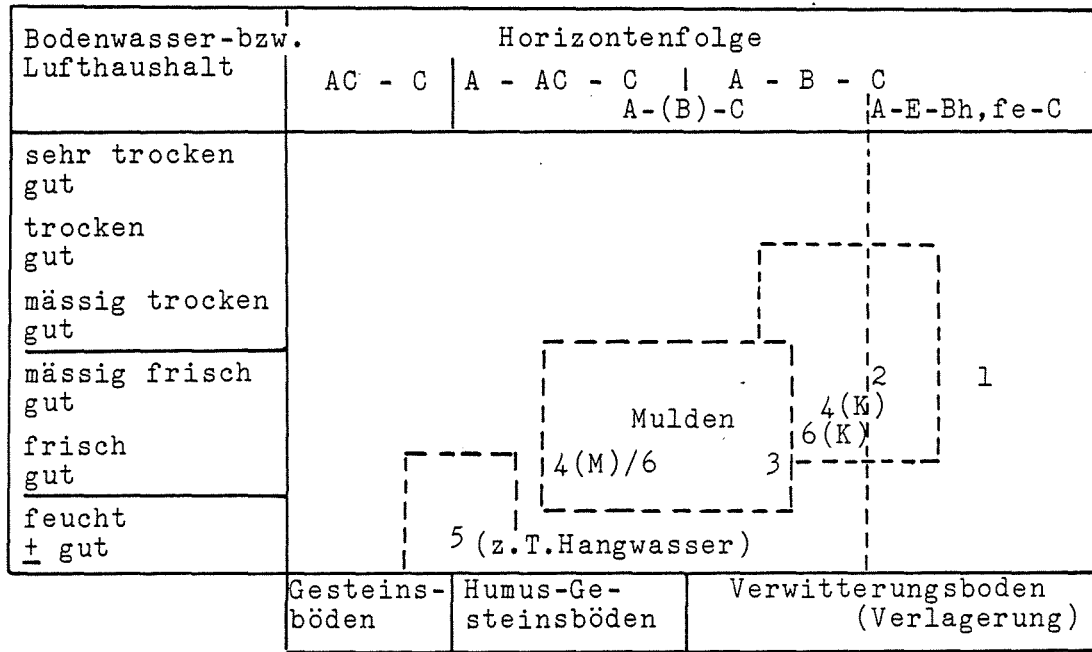 Bodenwasser-bzw. Horizontenfolge
Lufthaushalt
AC - C A - AC - C | A - B - C
A-(B)-C A-E-Bh,fe-C
sehr trocken
gut
trocken
gut
mässig trocken
gut
mässig frisch
gut
2 1
4(K)
Mulden 6(K)
frisch
gut
4(M)/6 3
feucht
± gut
5 (z.T.Hangwasser)
Gesteins- Humus-Ge- Verwitterungsboden
böden steinsböden (Verlagerung)